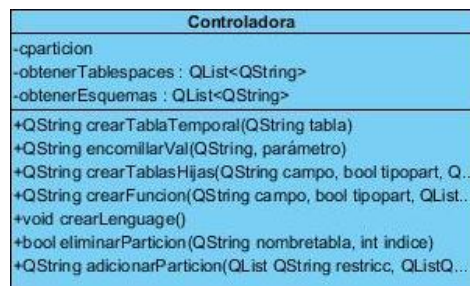 Controladora
-cparticion
-obtenerTablespaces : QList<QString>
-obtenerEsquemas : QList<QString>
+QString crearTablaTemporal(QString tabla)
+QString encomillarVal(QString, parámetro)
+QString crearTablasHijas(QString campo, bool tipopart, Q...
+QString crearFuncion(QString campo, bool tipopart, QList...
+void crearLenguage()
+bool eliminarParticion(QString nombretabla, int indice)
+QString adicionarParticion(QList QString restricc, QListQ...